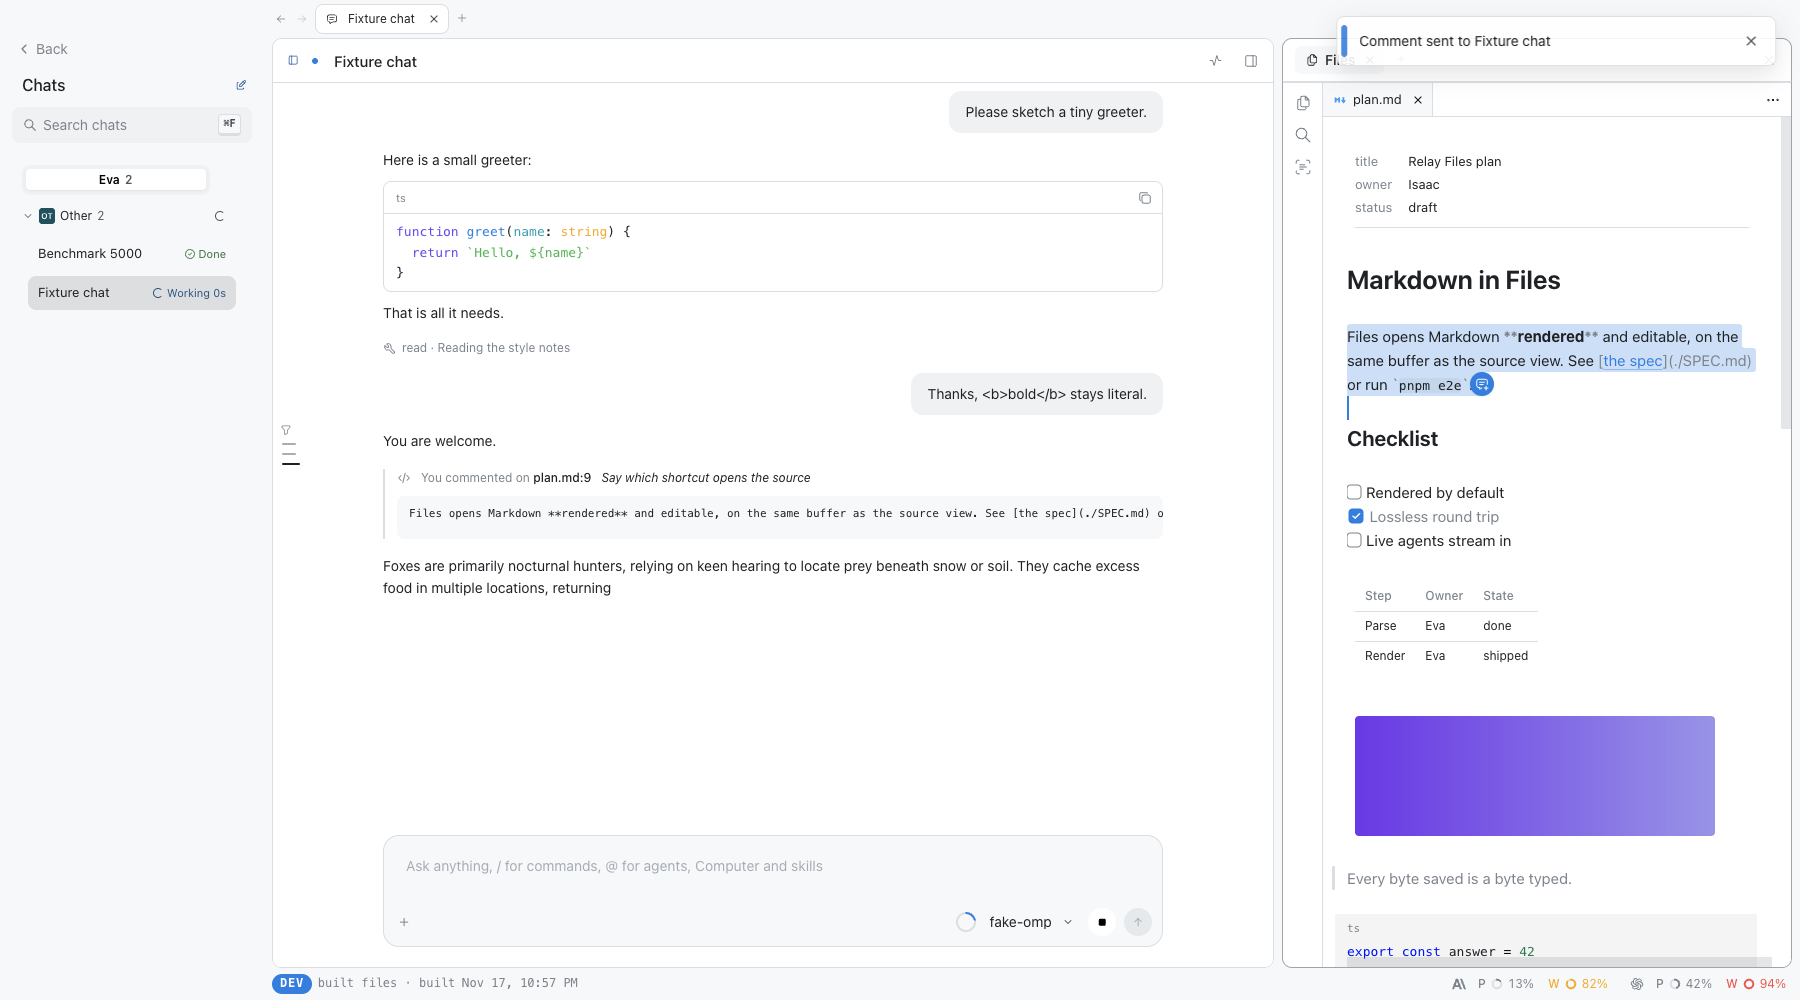 Fixture chat
Back
Chats
Search chats
⌘F
Eva 2
OT Other 2
Benchmark 5000
Done
Fixture chat
Working 0s
Fixture chat
Please sketch a tiny greeter.
Here is a small greeter:
ts
function greet(name: string) {
return `Hello, ${name}`
}
That is all it needs.
read · Reading the style notes
Thanks, <b>bold</b> stays literal.
You are welcome.
You commented on plan.md:9 Say which shortcut opens the source
Files opens Markdown **rendered** and editable, on the same buffer as the source view. See [the spec](./SPEC.md) o
Foxes are primarily nocturnal hunters, relying on keen hearing to locate prey beneath snow or soil. They cache excess
food in multiple locations, returning
Ask anything, / for commands, @ for agents, Computer and skills
fake-omp
Comment sent to Fixture chat
Files
plan.md
title Relay Files plan
owner Isaac
status draft
Markdown in Files
Files opens Markdown **rendered** and editable, on the
same buffer as the source view. See [the spec](./SPEC.md)
or run `pnpm e2e`
Checklist
Rendered by default
Lossless round trip
Live agents stream in
Step Owner State
Parse Eva done
Render Eva shipped
Every byte saved is a byte typed.
ts
export const answer = 42
DEV built files · built Nov 17, 10:57 PM
P 13% W 82% P 42% W 94%